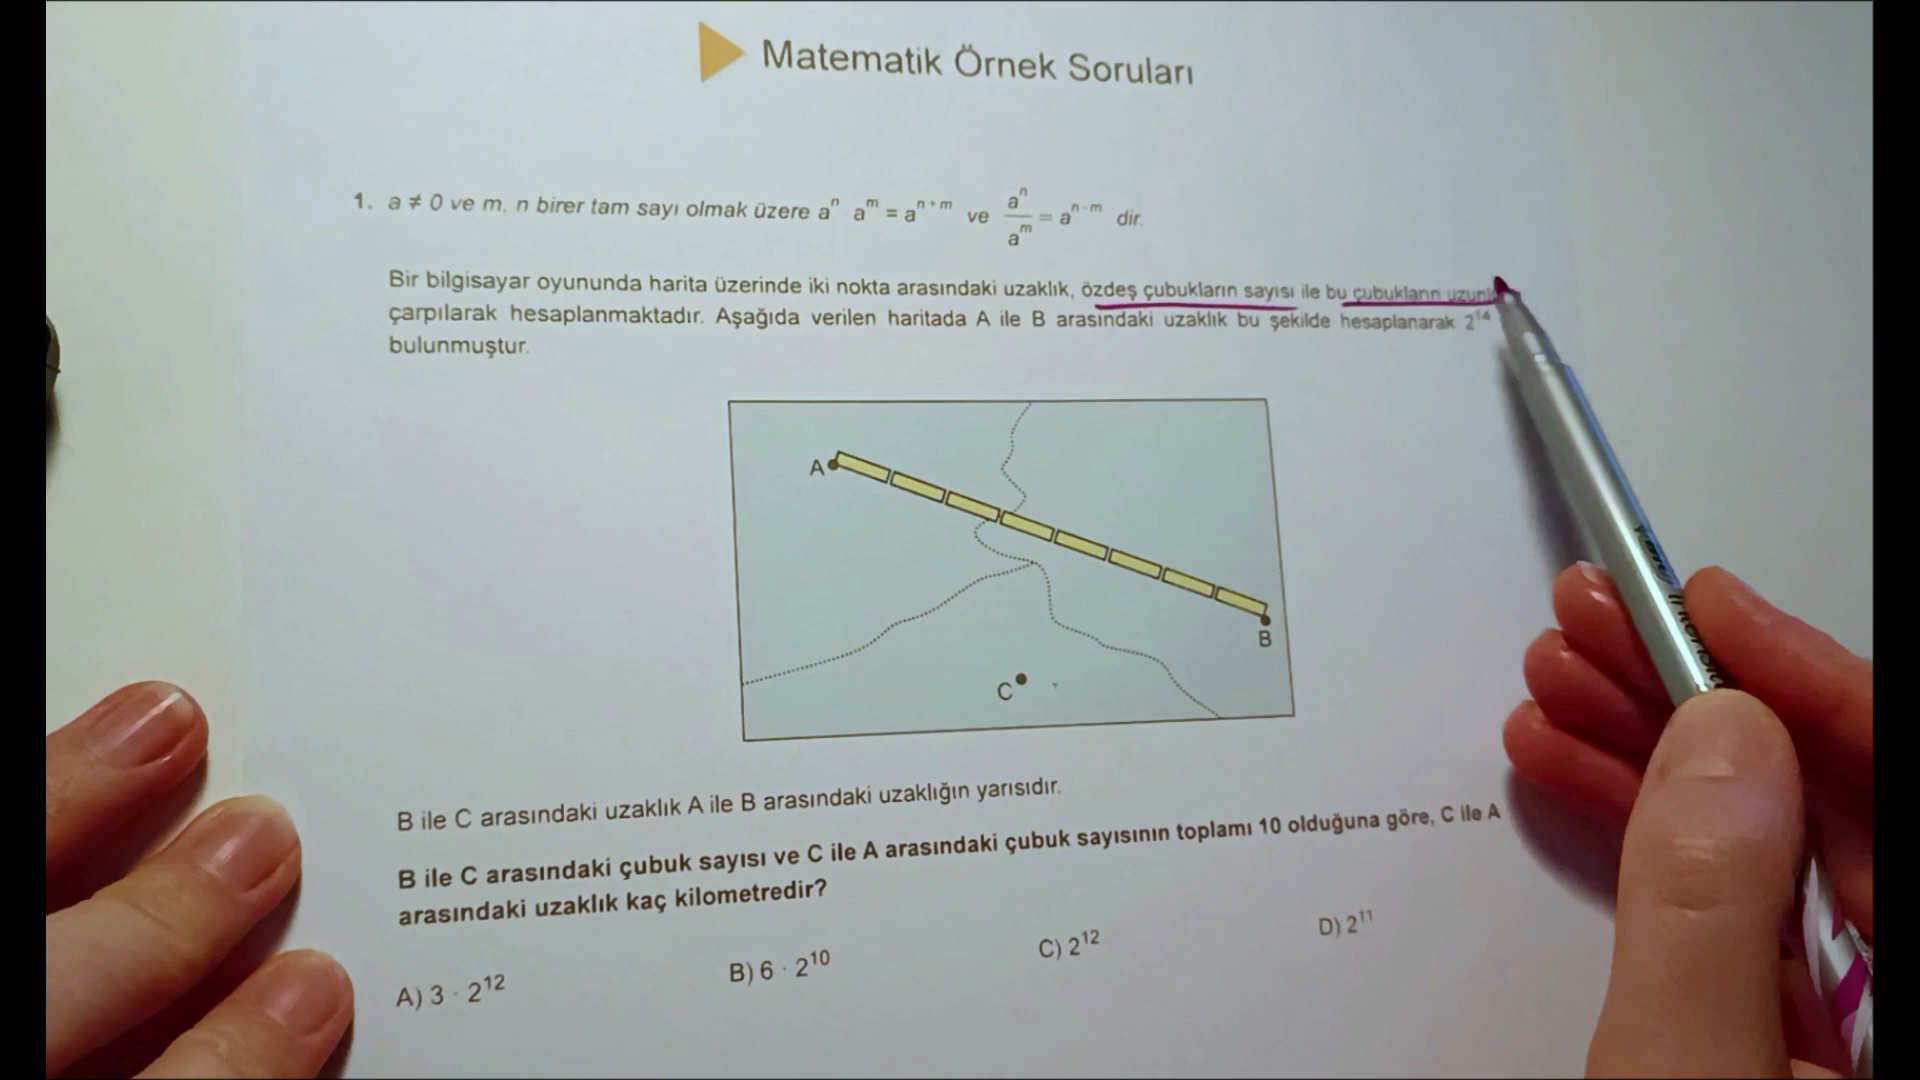 Matematik Örnek Soruları
1. a ≠ 0 ve m, n birer tam sayı olmak üzere aⁿ · aᵐ = aⁿ⁺ᵐ ve aⁿ/aᵐ = aⁿ⁻ᵐ dir.
Bir bilgisayar oyununda harita üzerinde iki nokta arasındaki uzaklık, özdeş çubukların sayısı ile bu çubukların
çarpılarak hesaplanmaktadır. Aşağıda verilen haritada A ile B arasındaki uzaklık bu şekilde hesaplanarak 2¹⁴
bulunmuştur.
A
B
C
B ile C arasındaki uzaklık A ile B arasındaki uzaklığın yarısıdır.
B ile C arasındaki çubuk sayısı ve C ile A arasındaki çubuk sayısının toplamı 10 olduğuna göre, C ile A
arasındaki uzaklık kaç kilometredir?
A) 3 · 2¹² B) 6 · 2¹⁰ C) 2¹² D) 2¹¹